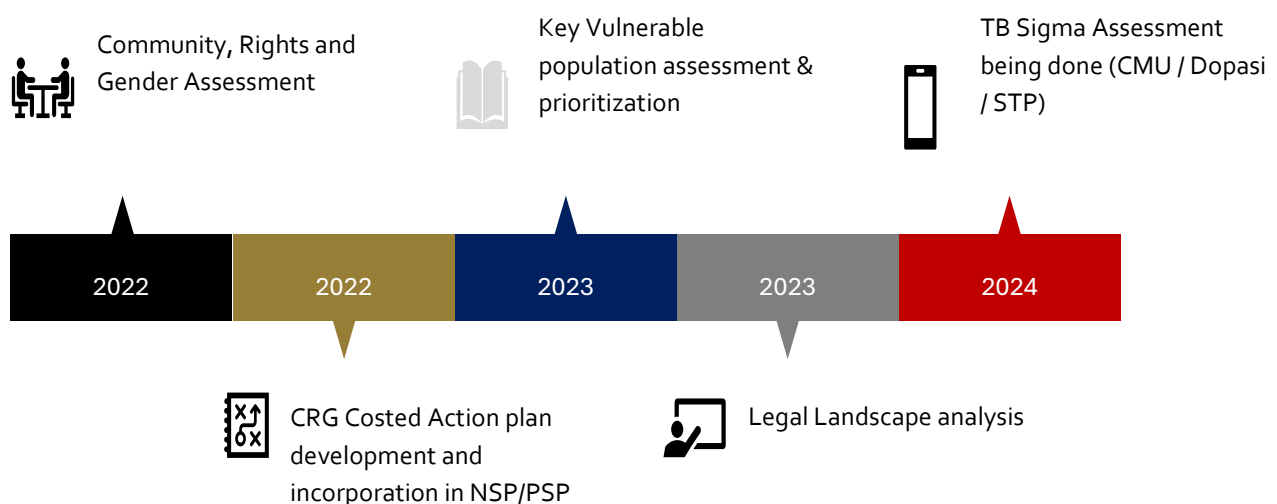 Community, Rights and
Gender Assessment
Key Vulnerable
population assessment &
prioritization
TB Sigma Assessment
being done (CMU / Dopasi
/ STP)
2022
2022
2023
2023
2024
CRG Costed Action plan
development and
incorporation in NSP/PSP
Legal Landscape analysis